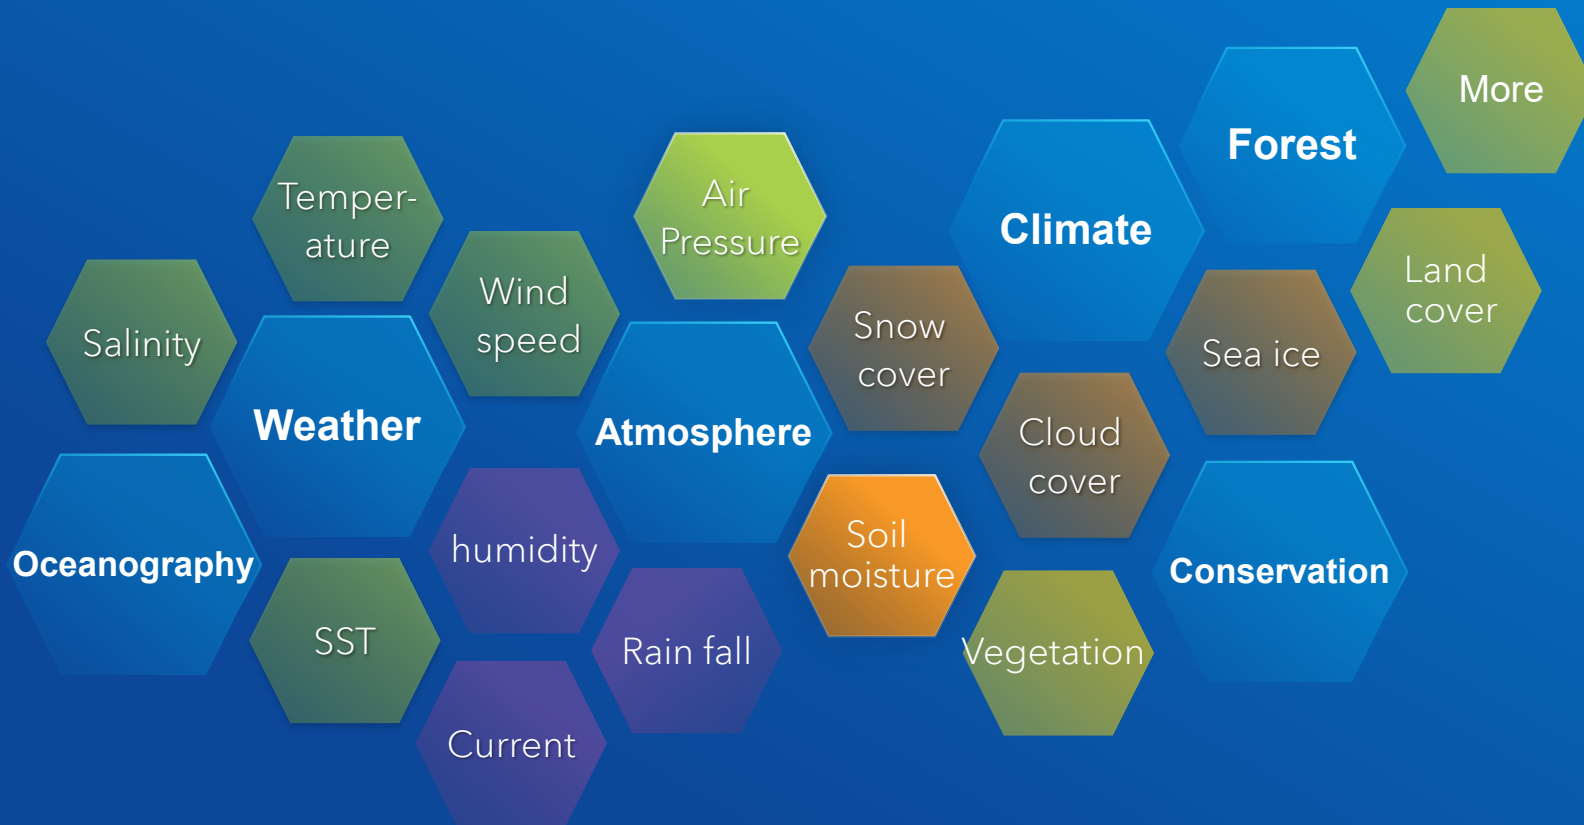 More
Forest
Air
Pressure
Temper-
ature
Climate
Land
cover
Wind
speed
Snow
cover
Salinity
Sea ice
Weather
Atmosphere
Cloud
cover
Oceanography
humidity
Soil
moisture
Conservation
SST
Rain fall
Vegetation
Current